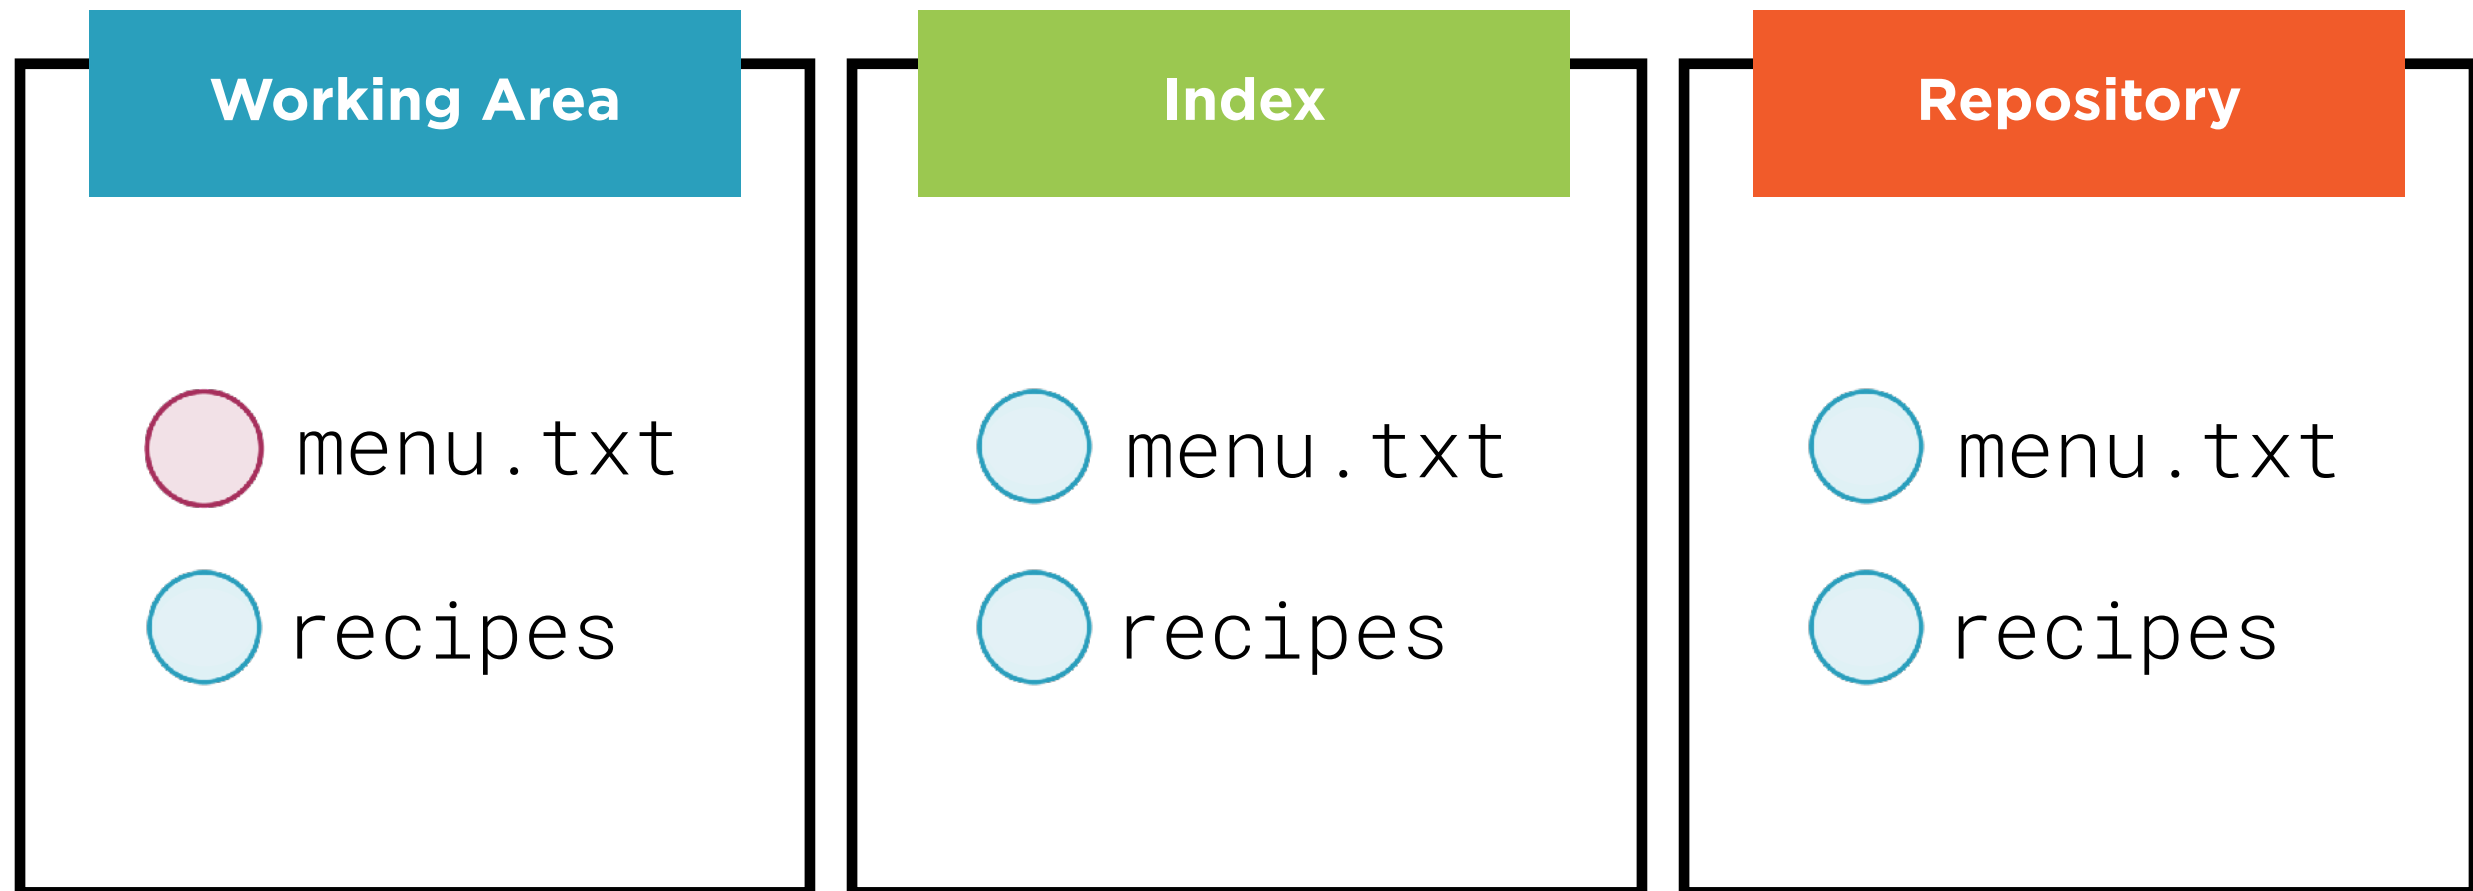 Working Area
Index
Repository
menu.txt
menu.txt
menu.txt
recipes
recipes
recipes